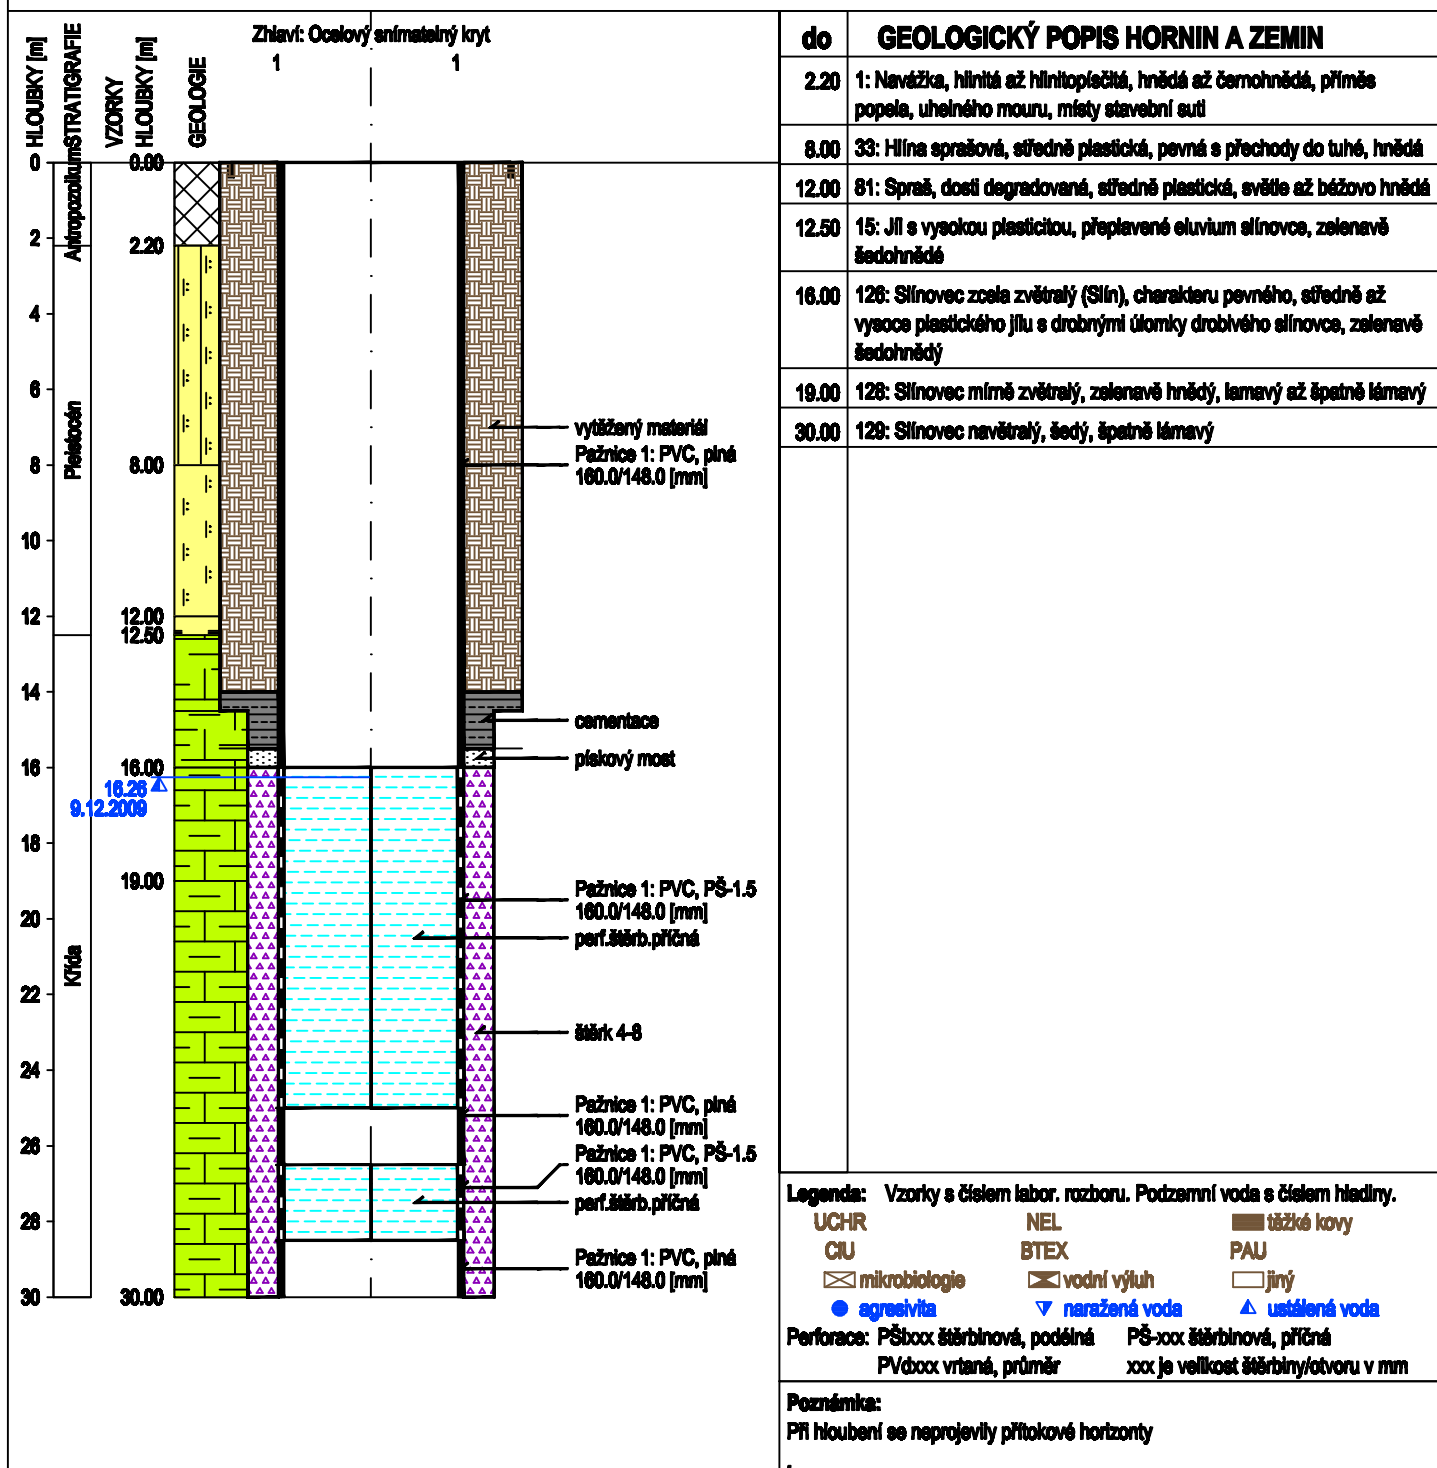 HLOUBKY [m]
STRATIGRAFIE
VZORKY
HLOUBKY [m]
GEOLOGIE
Zhlaví: Ocelový snímatelný kryt
1 1
0
2
4
6
8
10
12
14
16
18
20
22
24
26
28
30
Antropozoikum
Pleistocén
Křída
0.00
2.20
8.00
12.00
12.50
16.00
16.26
9.12.2009
19.00
30.00
vytěžený materiál
Pažnice 1: PVC, plná
160.0/148.0 [mm]
cementace
pískový most
Pažnice 1: PVC, PŠ-1.5
160.0/148.0 [mm]
perf.štěrb.příčná
štěrk 4-8
Pažnice 1: PVC, plná
160.0/148.0 [mm]
Pažnice 1: PVC, PŠ-1.5
160.0/148.0 [mm]
perf.štěrb.příčná
Pažnice 1: PVC, plná
160.0/148.0 [mm]
do GEOLOGICKÝ POPIS HORNIN A ZEMIN
2.20 1: Navážka, hlinitá až hlinitopísčitá, hnědá až černohnědá, příměs
popela, uhelného mouru, místy stavební suti
8.00 33: Hlína sprašová, středně plastická, pevná s přechody do tuhé, hnědá
12.00 81: Spraš, dosti degradovaná, středně plastická, světle až béžovo hnědá
12.50 15: Jíl s vysokou plasticitou, přeplavené eluvium slínovce, zelenavě
šedohnědé
16.00 126: Slínovec zcela zvětralý (Slín), charakteru pevného, středně až
vysoce plastického jílu s drobnými úlomky drobivého slínovce, zelenavě
šedohnědý
19.00 128: Slínovec mírně zvětralý, zelenavě hnědý, lamavý až špatně lámavý
30.00 129: Slínovec navětralý, šedý, špatně lámavý
Legenda: Vzorky s číslem labor. rozboru. Podzemní voda s číslem hladiny.
UCHR NEL těžké kovy
CIU BTEX PAU
mikrobiologie vodní výluh jiný
agresivita naražená voda ustálená voda
Perforace: PŠlxxx štěrbinová, podélná PŠ-xxx štěrbinová, příčná
PVdxxx vrtaná, průměr xxx je velikost štěrbiny/otvoru v mm
Poznámka:
Při hloubení se neprojevily přítokové horizonty